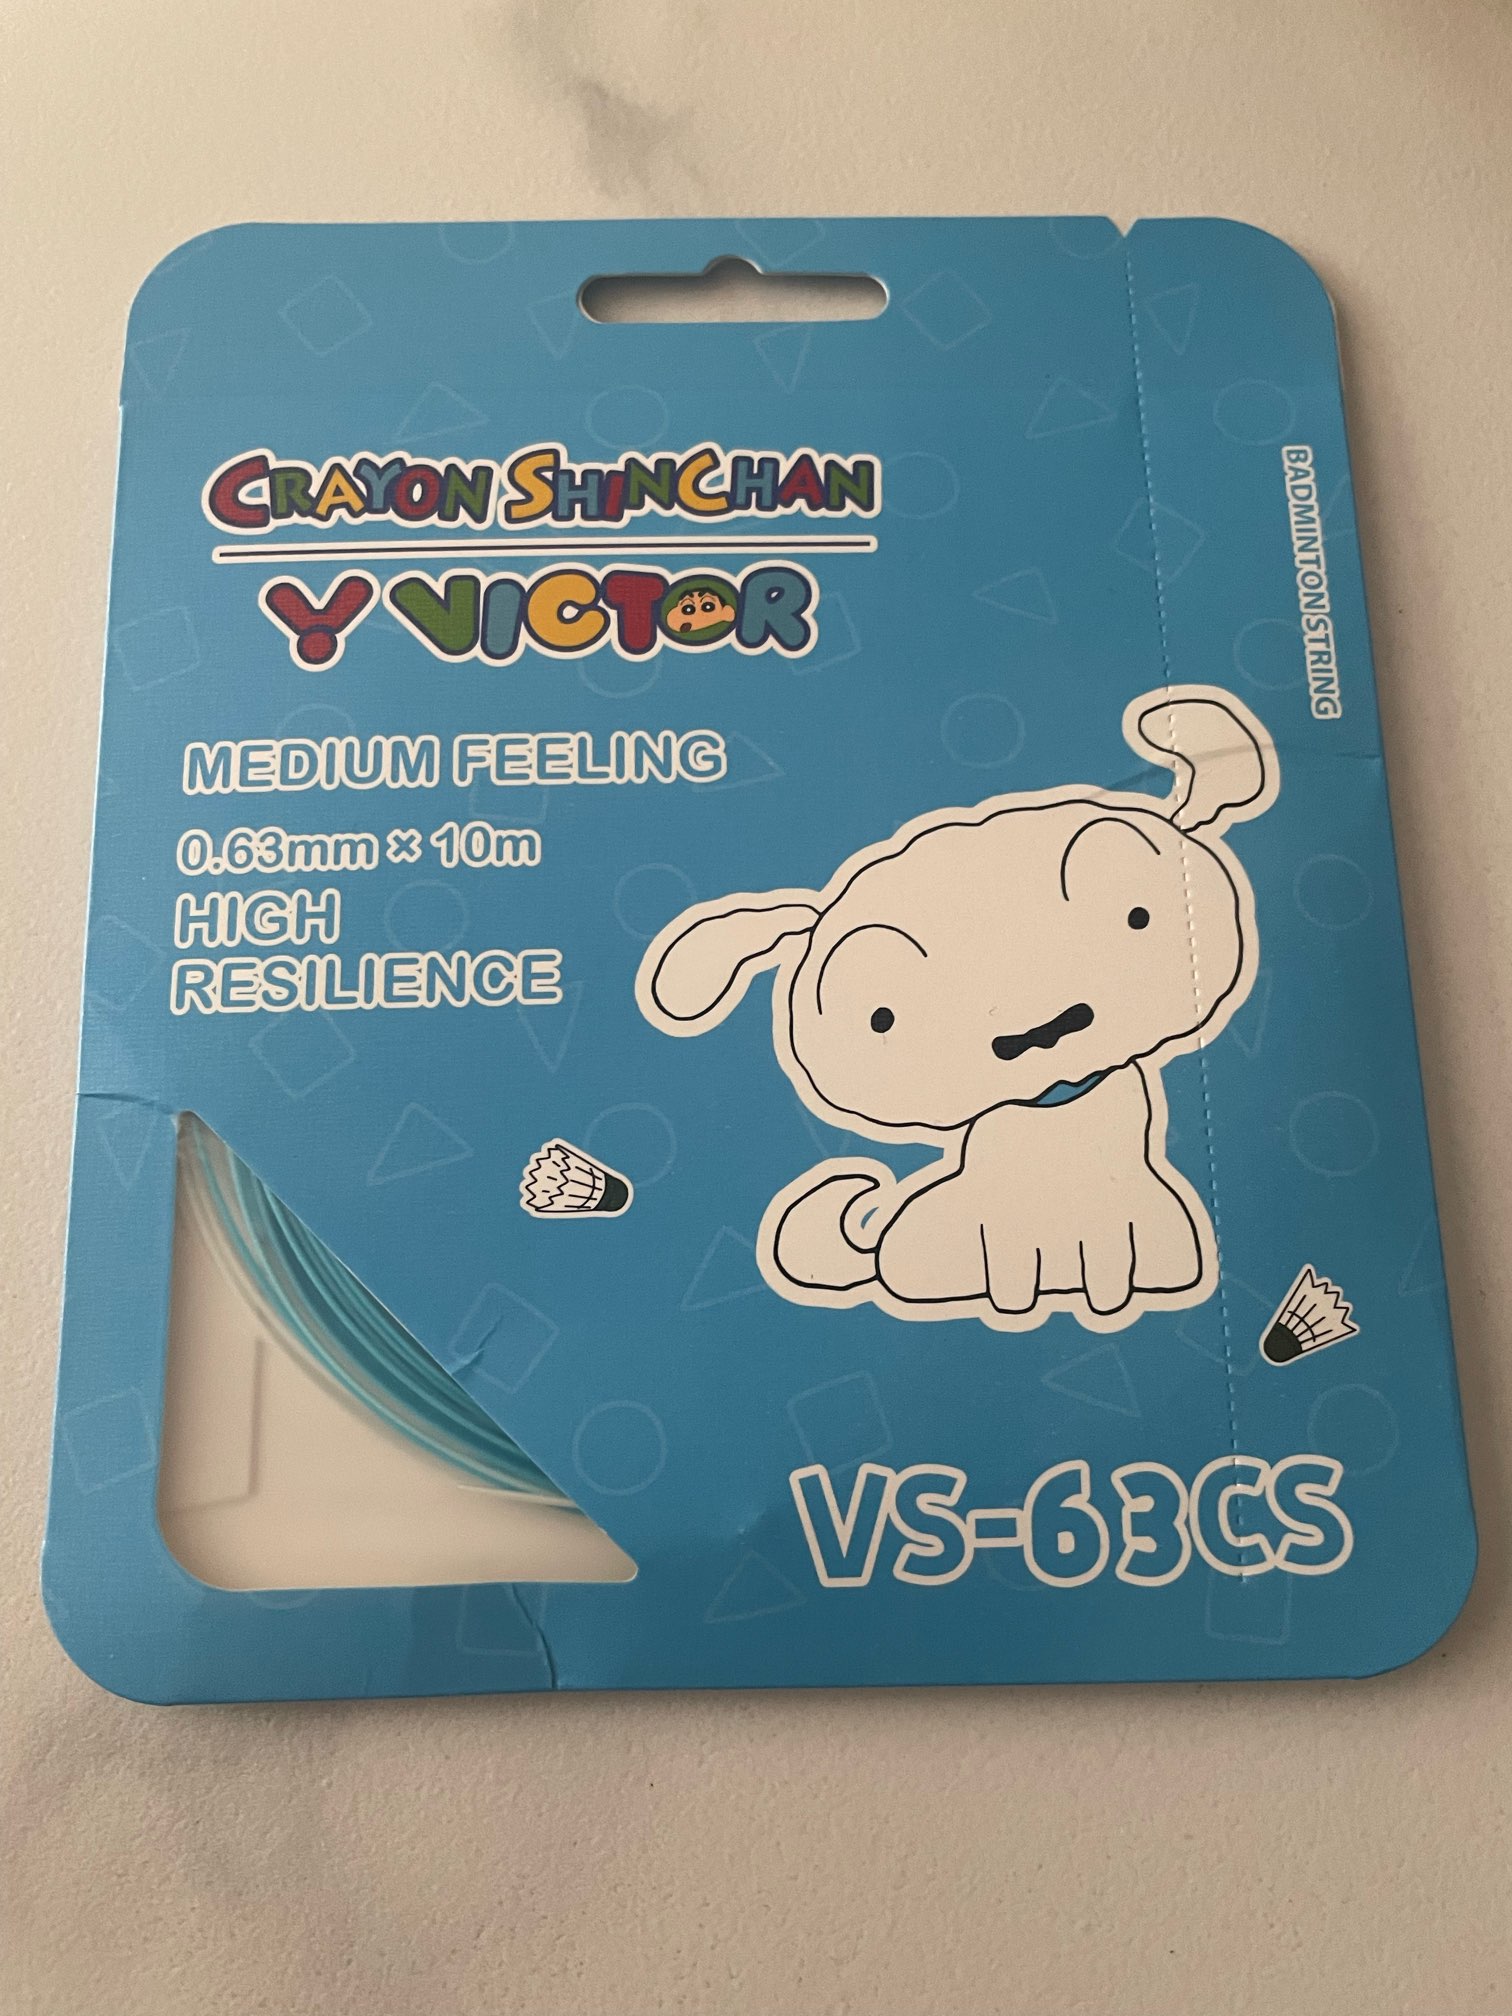 CRAYON SHINCHAN
VICTOR
MEDIUM FEELING
0.63mm × 10m
HIGH
RESILIENCE
BADMINTON STRING
VS-63CS